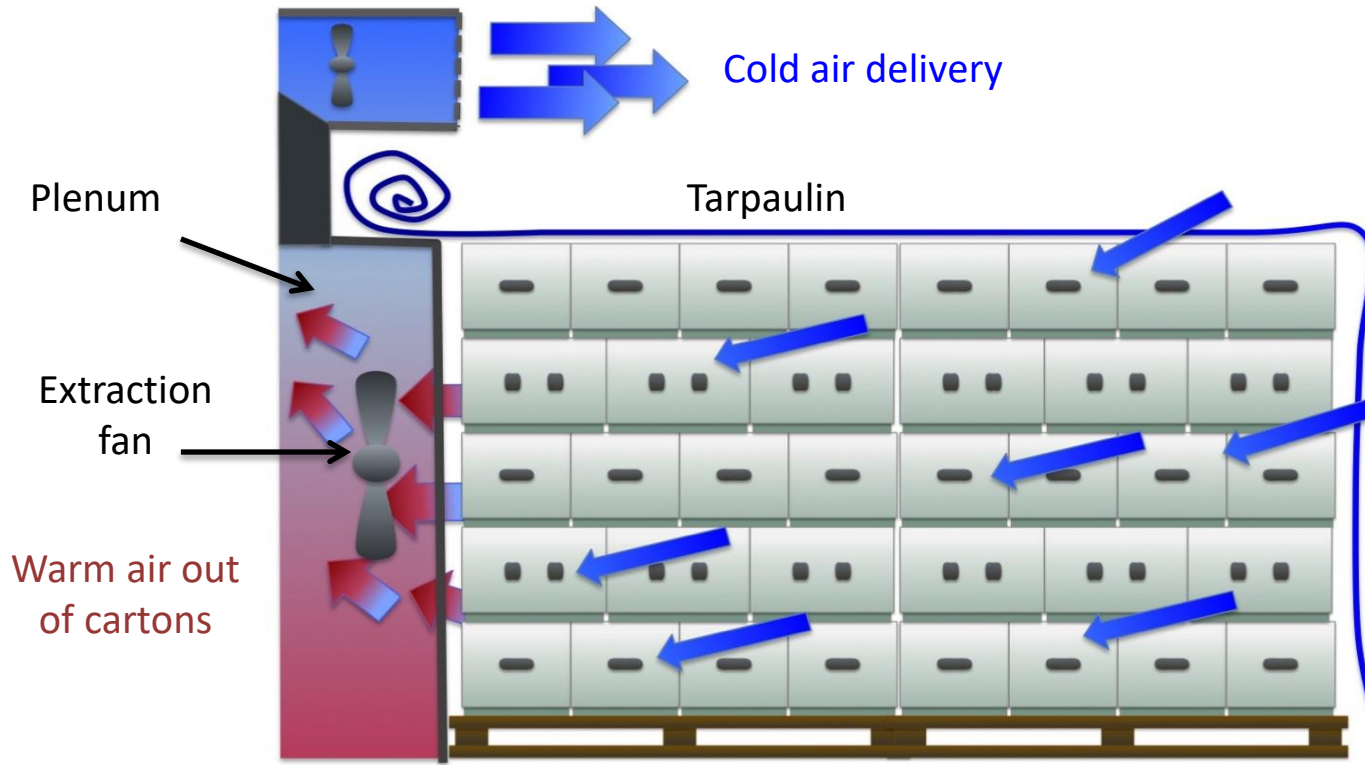 Cold air delivery
Plenum
Tarpaulin
Extraction
fan
Warm air out
of cartons